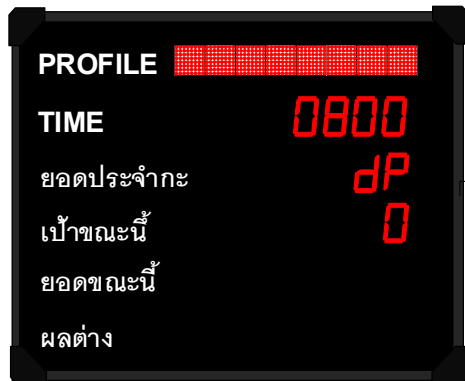 PROFILE
TIME 0800
ยอดประจำกะ dP
เป้าขณะนี้ 0
ยอดขณะนี้
ผลต่าง